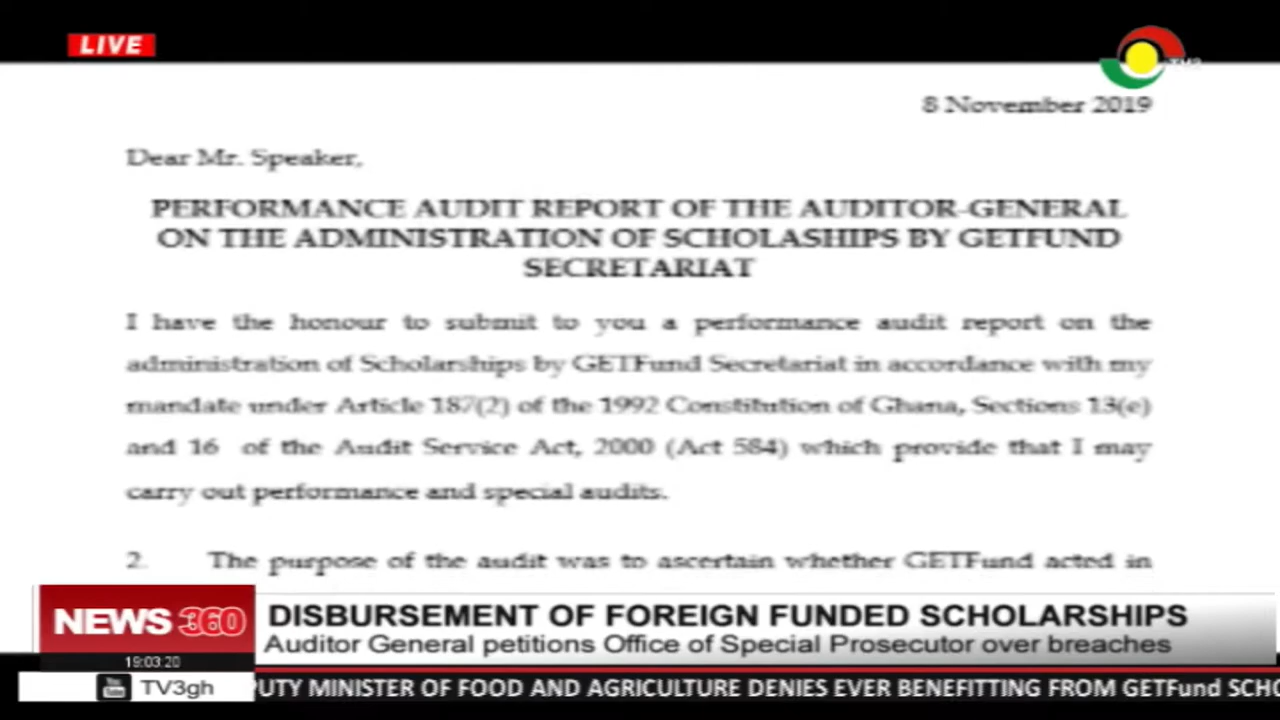 LIVE
TV3
8 November 2019
Dear Mr. Speaker,
PERFORMANCE AUDIT REPORT OF THE AUDITOR-GENERAL
ON THE ADMINISTRATION OF SCHOLASHIPS BY GETFUND
SECRETARIAT
I have the honour to submit to you a performance audit report on the
administration of Scholarships by GETFund Secretariat in accordance with my
mandate under Article 187(2) of the 1992 Constitution of Ghana, Sections 13(e)
and 16 of the Audit Service Act, 2000 (Act 584) which provide that I may
carry out performance and special audits.
2. The purpose of the audit was to ascertain whether GETFund acted in
NEWS 360
DISBURSEMENT OF FOREIGN FUNDED SCHOLARSHIPS
Auditor General petitions Office of Special Prosecutor over breaches
19:03:20
You Tube TV3gh
UTY MINISTER OF FOOD AND AGRICULTURE DENIES EVER BENEFITTING FROM GETFund SCHO